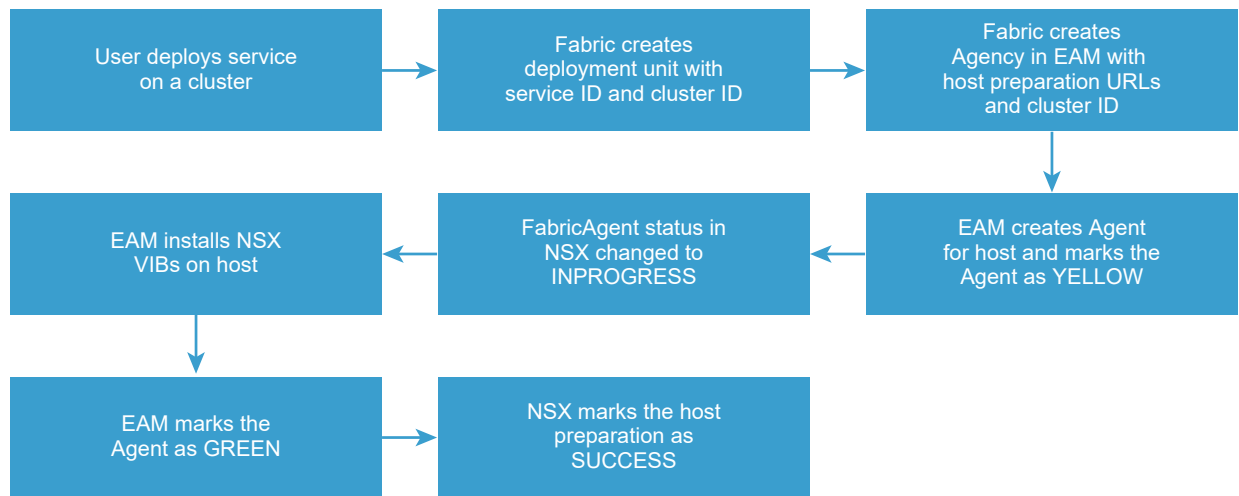 User deploys service
on a cluster
Fabric creates
deployment unit with
service ID and cluster ID
Fabric creates
Agency in EAM with
host preparation URLs
and cluster ID
EAM creates Agent
for host and marks the
Agent as YELLOW
FabricAgent status in
NSX changed to
INPROGRESS
EAM installs NSX
VIBs on host
EAM marks the
Agent as GREEN
NSX marks the host
preparation as
SUCCESS